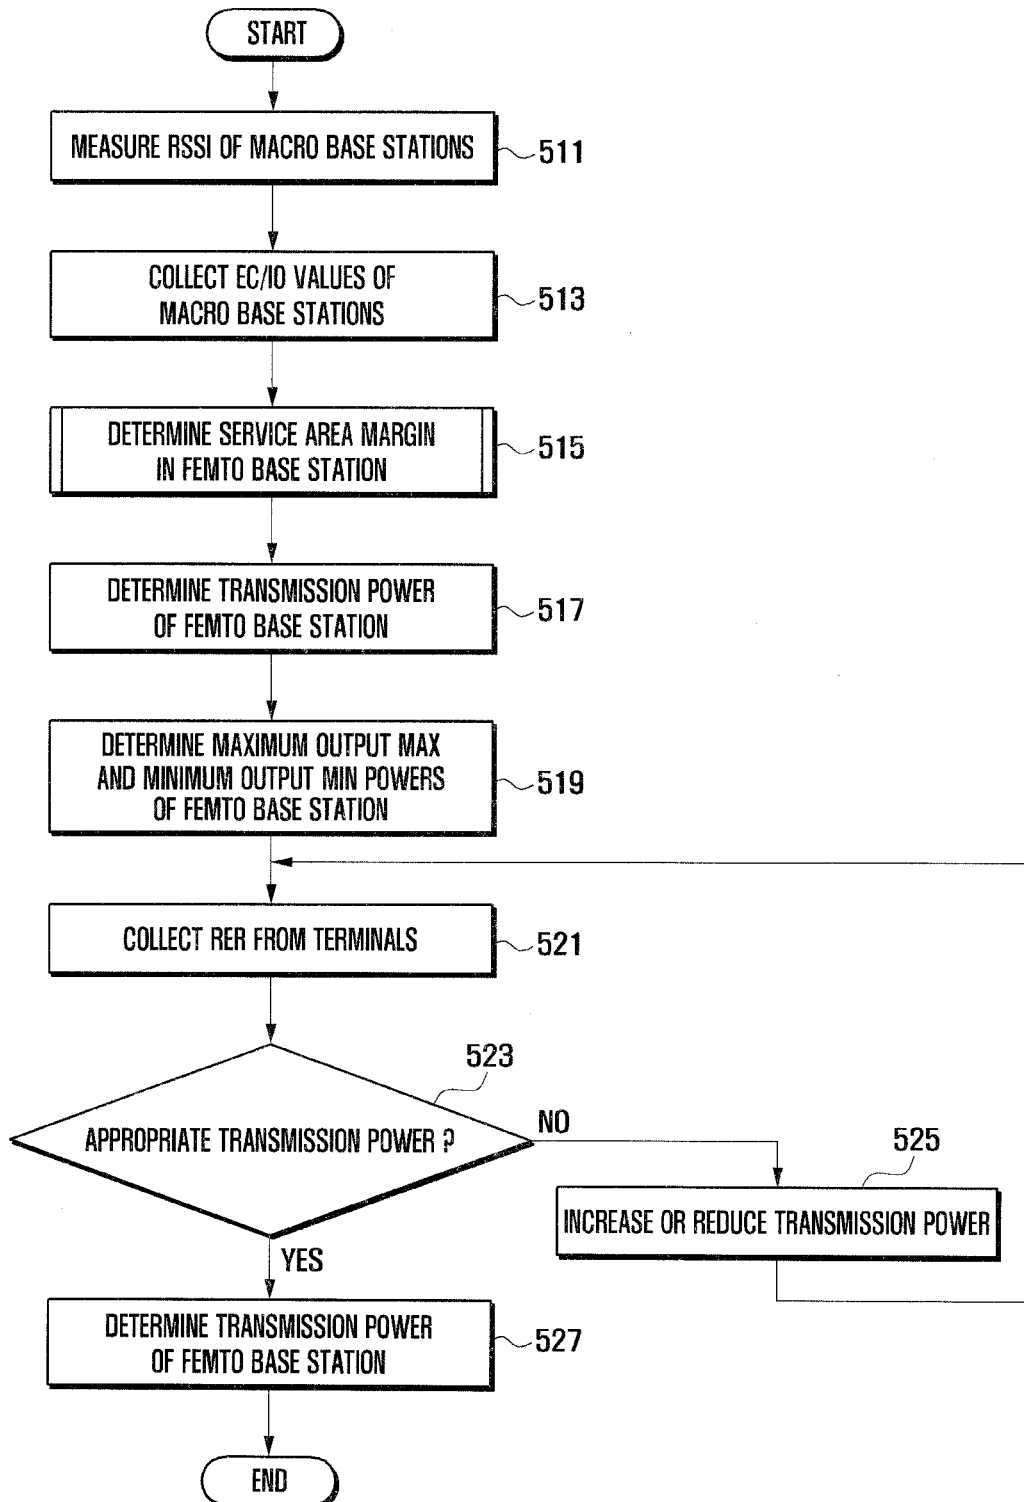 START
MEASURE RSSI OF MACRO BASE STATIONS
511
COLLECT EC/IO VALUES OF
MACRO BASE STATIONS
513
DETERMINE SERVICE AREA MARGIN
IN FEMTO BASE STATION
515
DETERMINE TRANSMISSION POWER
OF FEMTO BASE STATION
517
DETERMINE MAXIMUM OUTPUT MAX
AND MINIMUM OUTPUT MIN POWERS
OF FEMTO BASE STATION
519
COLLECT RER FROM TERMINALS
521
523
APPROPRIATE TRANSMISSION POWER ?
NO
525
INCREASE OR REDUCE TRANSMISSION POWER
YES
DETERMINE TRANSMISSION POWER
OF FEMTO BASE STATION
527
END